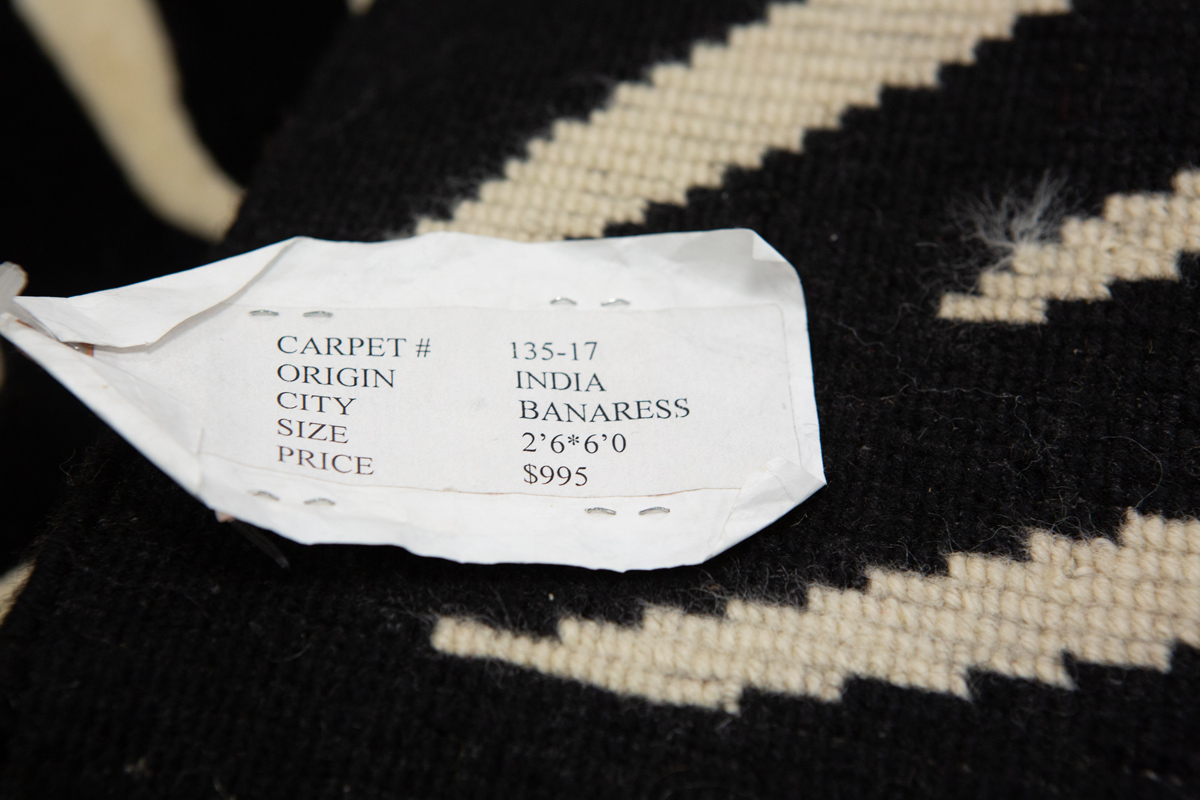 CARPET # 135-17
ORIGIN INDIA
CITY BANARESS
SIZE 2'6*6'0
PRICE $995